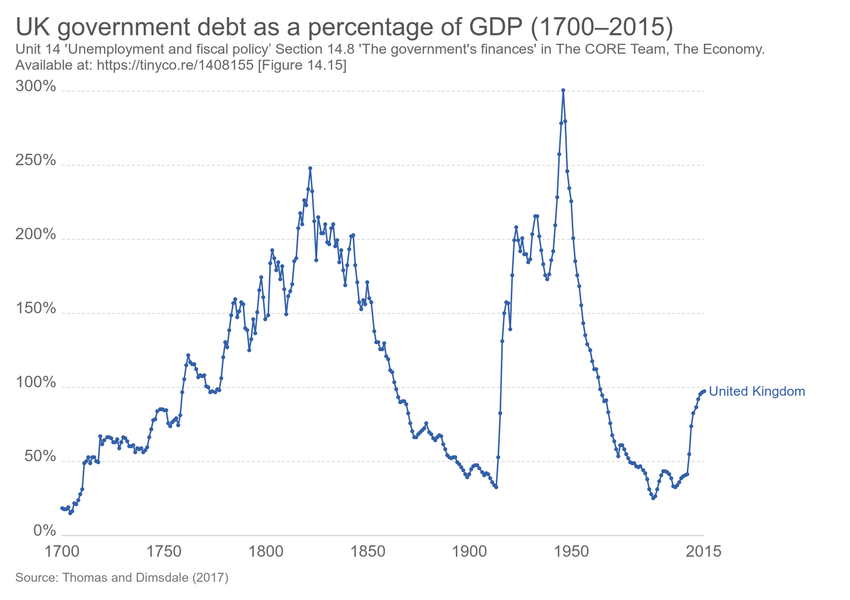 UK government debt as a percentage of GDP (1700–2015)
Unit 14 'Unemployment and fiscal policy' Section 14.8 'The government's finances' in The CORE Team, The Economy.
Available at: https://tinyco.re/1408155 [Figure 14.15]
300%
250%
200%
150%
100%
United Kingdom
50%
0%
1700 1750 1800 1850 1900 1950 2015
Source: Thomas and Dimsdale (2017)